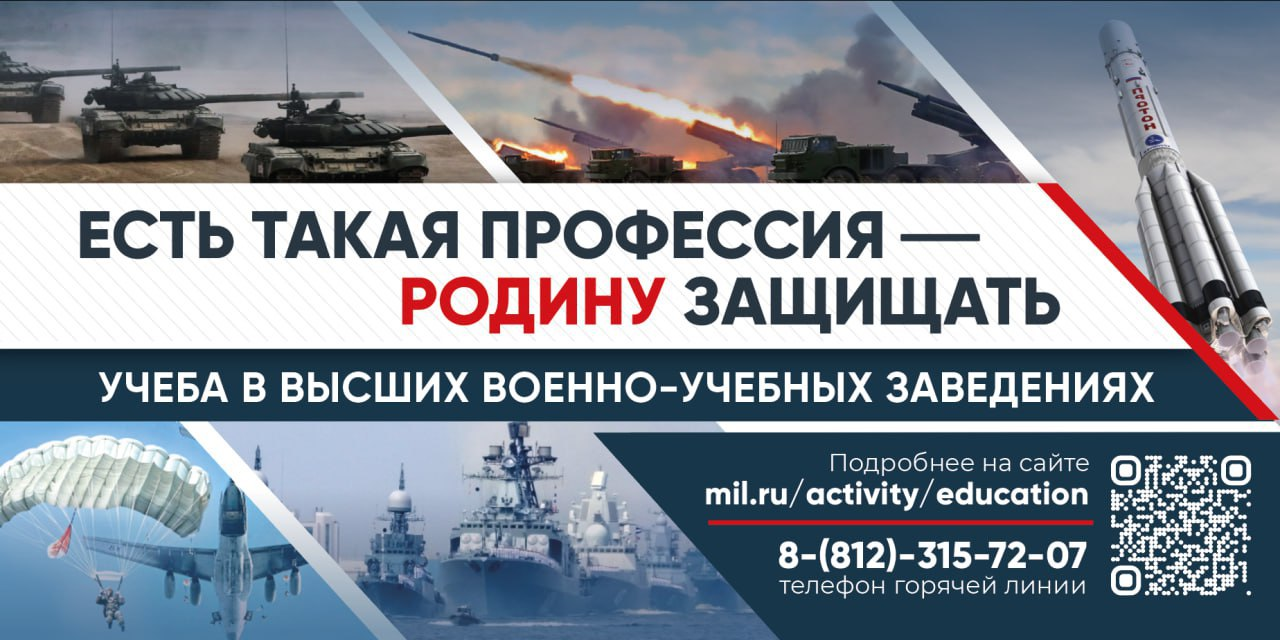 ПРОТОН
ЕСТЬ ТАКАЯ ПРОФЕССИЯ —
РОДИНУ ЗАЩИЩАТЬ
УЧЕБА В ВЫСШИХ ВОЕННО-УЧЕБНЫХ ЗАВЕДЕНИЯХ
Подробнее на сайте
mil.ru/activity/education
8-(812)-315-72-07
телефон горячей линии